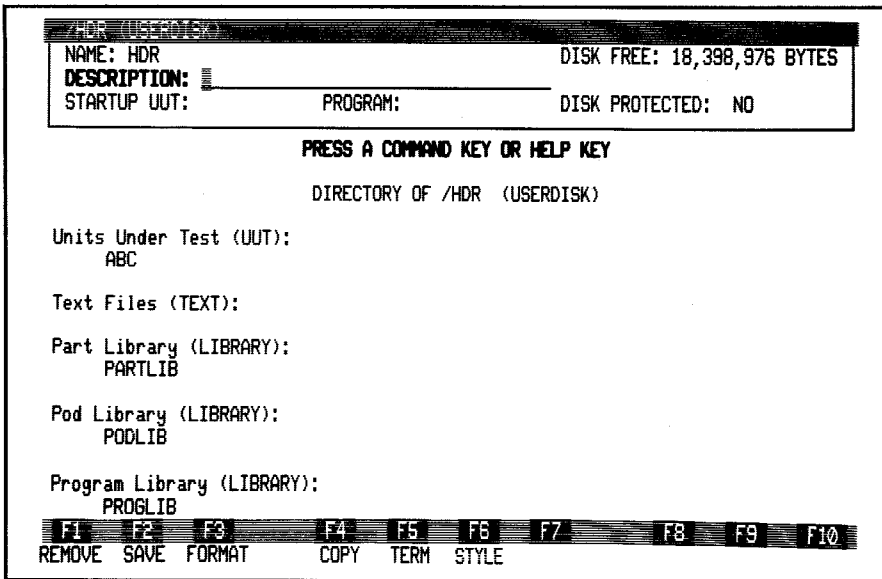 /HDR (USERDISK)
NAME: HDR DISK FREE: 18,398,976 BYTES
DESCRIPTION:
STARTUP UUT: PROGRAM: DISK PROTECTED: NO
PRESS A COMMAND KEY OR HELP KEY
DIRECTORY OF /HDR (USERDISK)
Units Under Test (UUT):
ABC
Text Files (TEXT):
Part Library (LIBRARY):
PARTLIB
Pod Library (LIBRARY):
PODLIB
Program Library (LIBRARY):
PROGLIB
F1 F2 F3 F4 F5 F6 F7 F8 F9 F10
REMOVE SAVE FORMAT COPY TERM STYLE